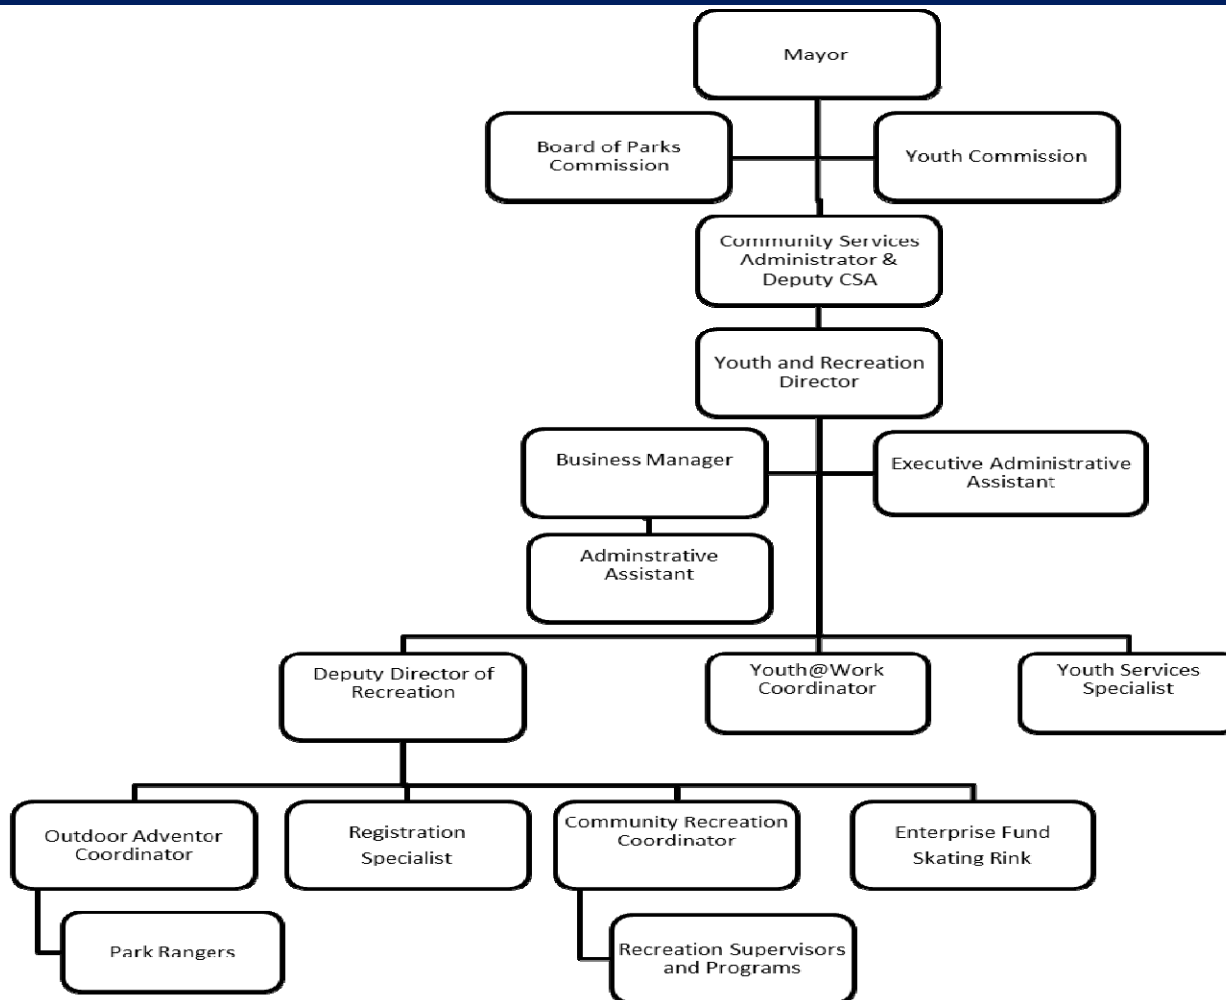 Mayor
Board of Parks
Commission
Youth Commission
Community Services
Administrator &
Deputy CSA
Youth and Recreation
Director
Business Manager
Executive Administrative
Assistant
Adminstrative
Assistant
Deputy Director of
Recreation
Youth@Work
Coordinator
Youth Services
Specialist
Outdoor Adventor
Coordinator
Registration
Specialist
Community Recreation
Coordinator
Enterprise Fund
Skating Rink
Park Rangers
Recreation Supervisors
and Programs